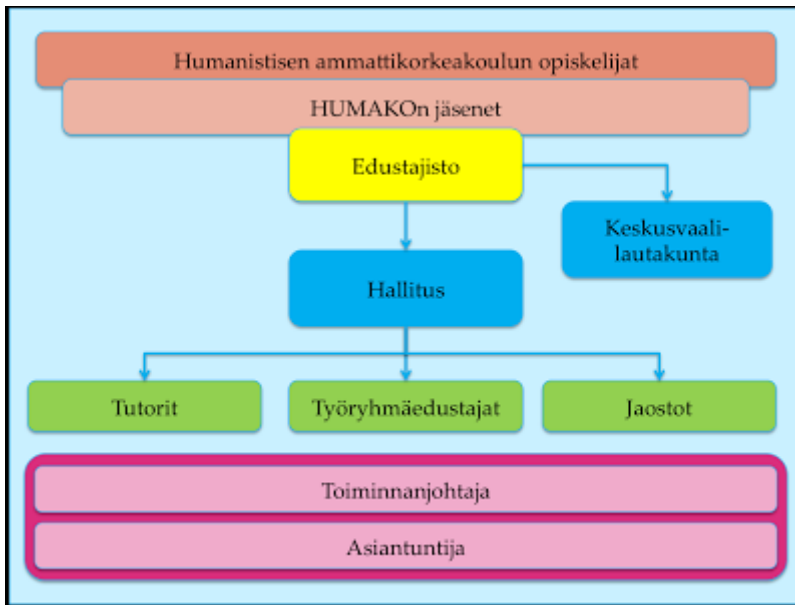 Humanistisen ammattikorkeakoulun opiskelijat
HUMAKOn jäsenet
Edustajisto
Keskusvaali-
lautakunta
Hallitus
Tutorit
Työryhmäedustajat
Jaostot
Toiminnanjohtaja
Asiantuntija